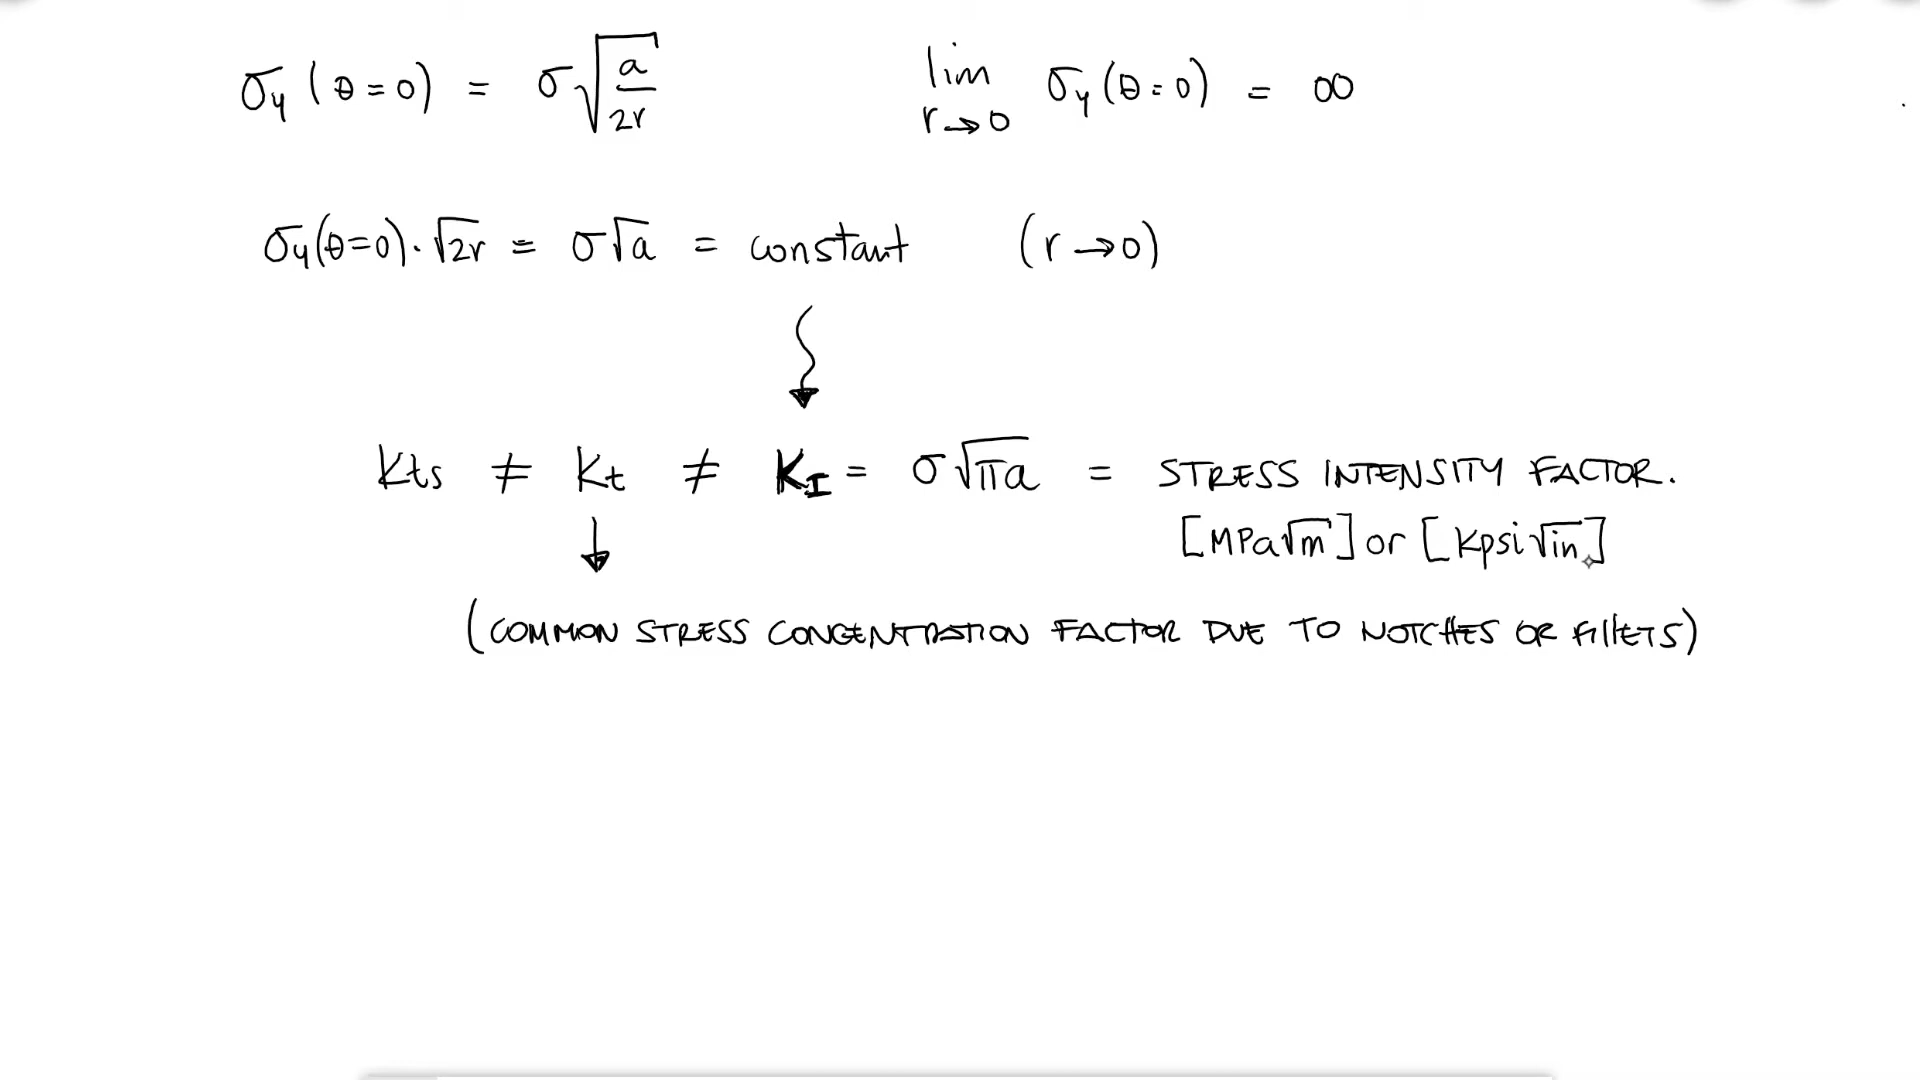 σy (θ=0) = σ√(a/2r) lim r→0 σy(θ=0) = ∞
σy(θ=0)·√2r = σ√a = constant (r→0)
Kts ≠ Kt ≠ KI = σ√πa = STRESS INTENSITY FACTOR.
[MPa√m] or [Kpsi√in]
(COMMON STRESS CONCENTRATION FACTOR DUE TO NOTCHES OR FIllETS)